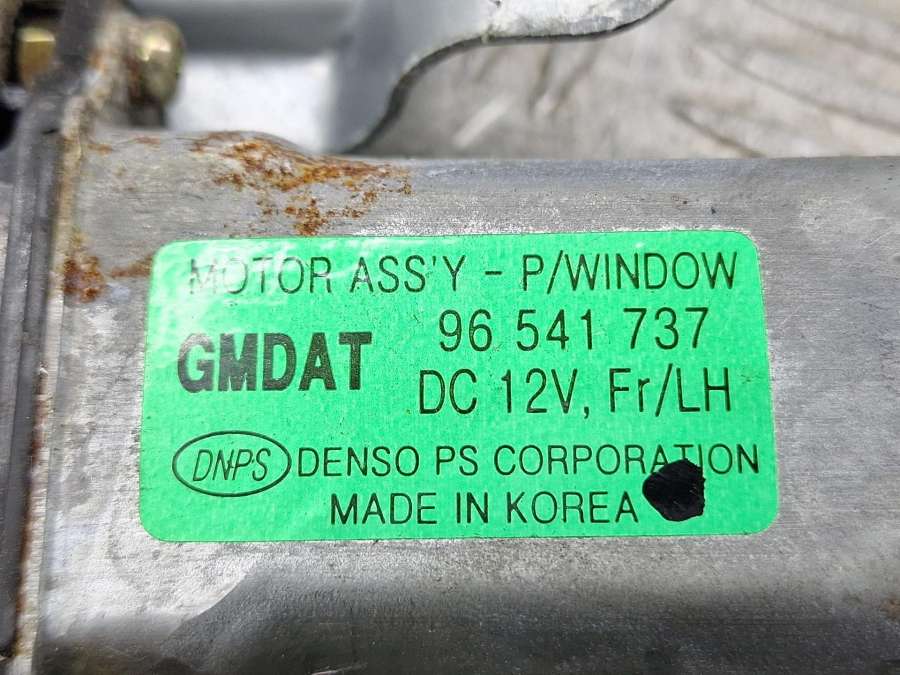 MOTOR ASS'Y - P/WINDOW
GMDAT 96 541 737
DC 12V, Fr/LH
DNPS DENSO PS CORPORATION
MADE IN KOREA